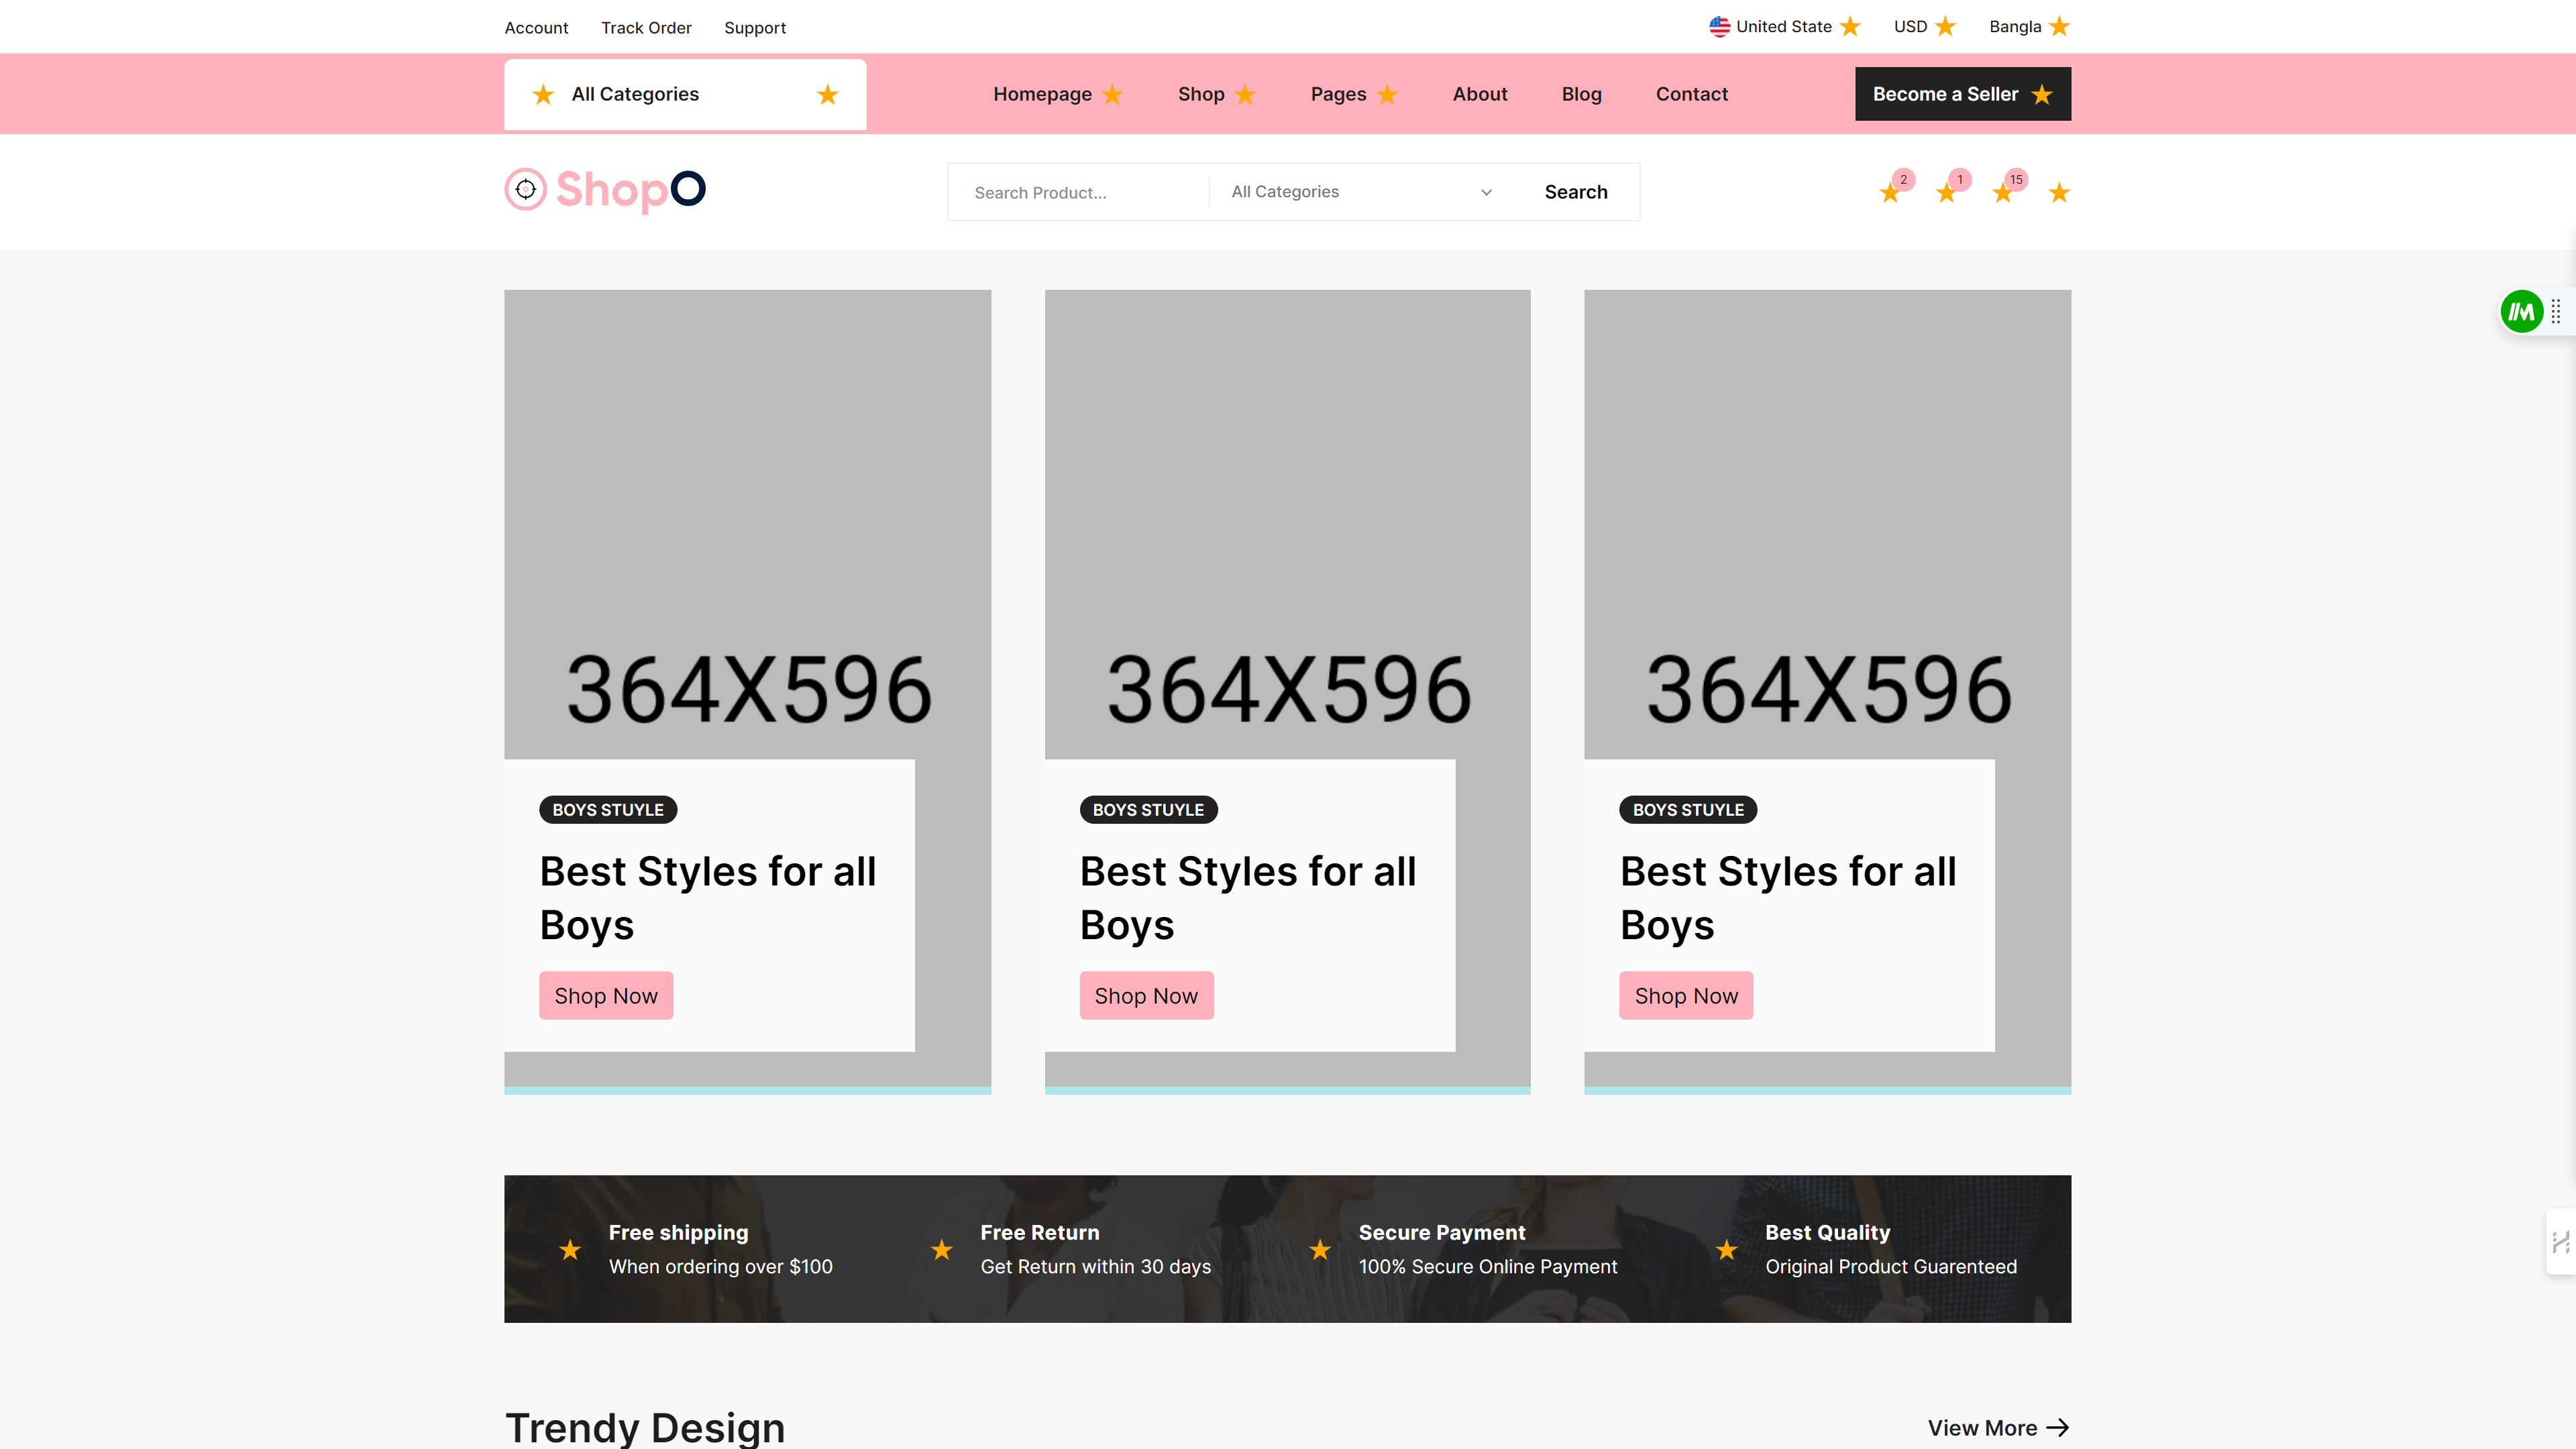 Account Track Order Support
United State USD Bangla
All Categories
Homepage Shop Pages About Blog Contact
Become a Seller
ShopO
Search Product...
All Categories
Search
2 1 15
364X596
BOYS STUYLE
Best Styles for all
Boys
Shop Now
364X596
BOYS STUYLE
Best Styles for all
Boys
Shop Now
364X596
BOYS STUYLE
Best Styles for all
Boys
Shop Now
Free shipping
When ordering over $100
Free Return
Get Return within 30 days
Secure Payment
100% Secure Online Payment
Best Quality
Original Product Guarenteed
Trendy Design
View More